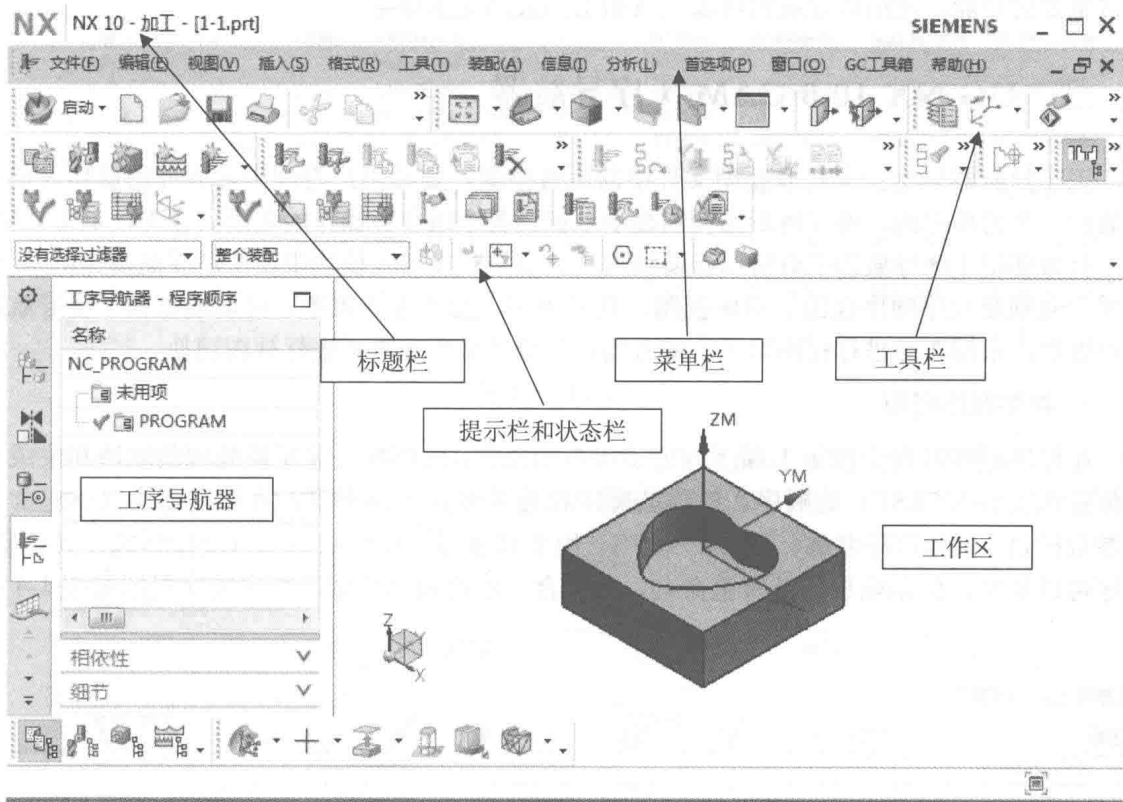 NX NX 10 - 加工 - [1-1.prt] SIEMENS
文件(F) 编辑(E) 视图(V) 插入(S) 格式(R) 工具(T) 装配(A) 信息(I) 分析(L) 首选项(P) 窗口(O) GC工具箱 帮助(H)
启动
没有选择过滤器 整个装配
工序导航器 - 程序顺序
名称
NC_PROGRAM
未用项
PROGRAM
标题栏
菜单栏
工具栏
提示栏和状态栏
工序导航器
工作区
ZM
YM
Z
Y
X
相依性
细节